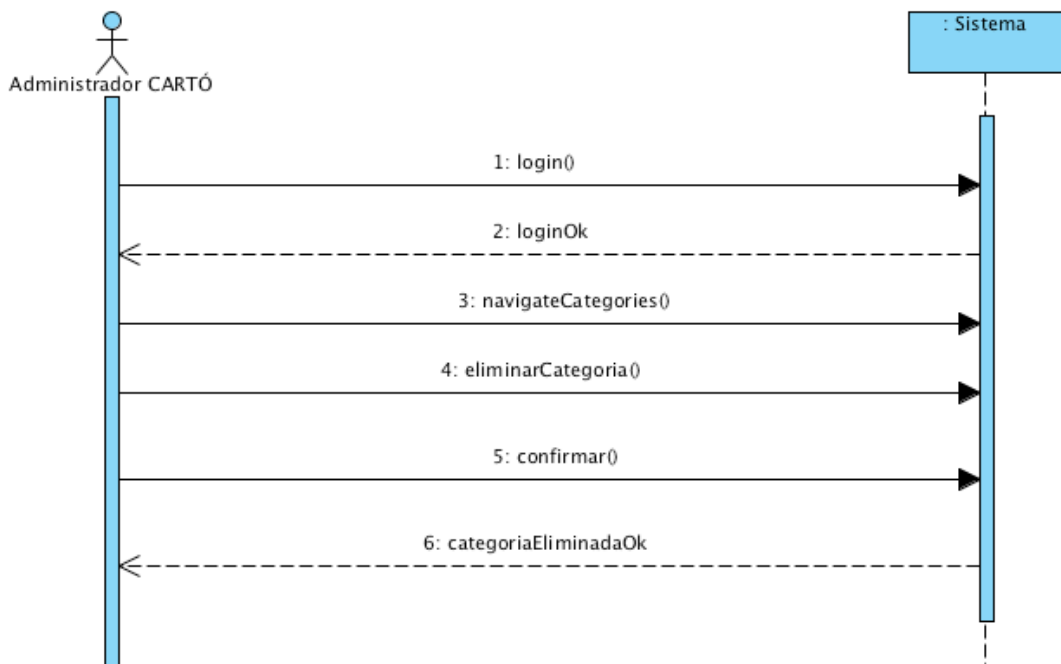 : Sistema
Administrador CARTÓ
1: login()
2: loginOk
3: navigateCategories()
4: eliminarCategoria()
5: confirmar()
6: categoriaEliminadaOk